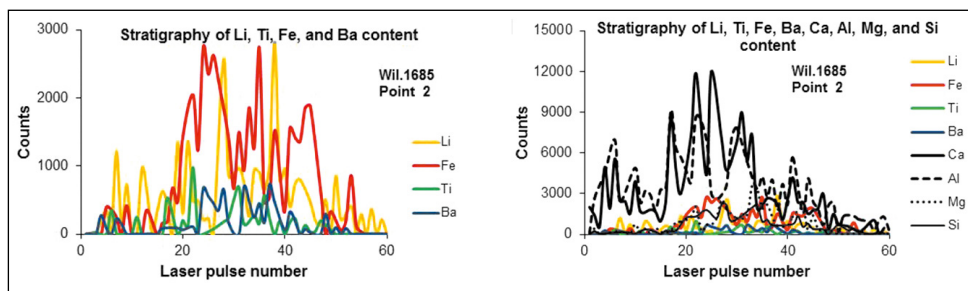 Stratigraphy of Li, Ti, Fe, and Ba content
Wil.1685
Point 2
Counts
3000
2000
1000
0
0
20
40
60
Laser pulse number
Li
Fe
Ti
Ba
Stratigraphy of Li, Ti, Fe, Ba, Ca, Al, Mg, and Si
content
Wil.1685
Point 2
Counts
15000
12000
9000
6000
3000
0
0
20
40
60
Laser pulse number
Li
Fe
Ti
Ba
Ca
Al
Mg
Si